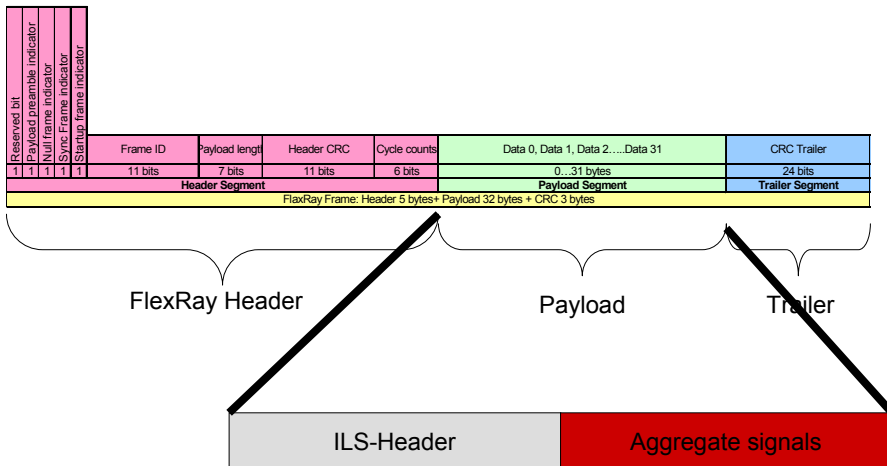 Reserved bit
Payload preamble indicator
Null frame indicator
Sync Frame indicator
Startup frame indicator
Frame ID
Payload length
Header CRC
Cycle counts
Data 0, Data 1, Data 2.....Data 31
CRC Trailer
1
1
1
1
1
11 bits
7 bits
11 bits
6 bits
0...31 bytes
24 bits
Header Segment
Payload Segment
Trailer Segment
FlaxRay Frame: Header 5 bytes+ Payload 32 bytes + CRC 3 bytes
FlexRay Header
Payload
Trailer
ILS-Header
Aggregate signals